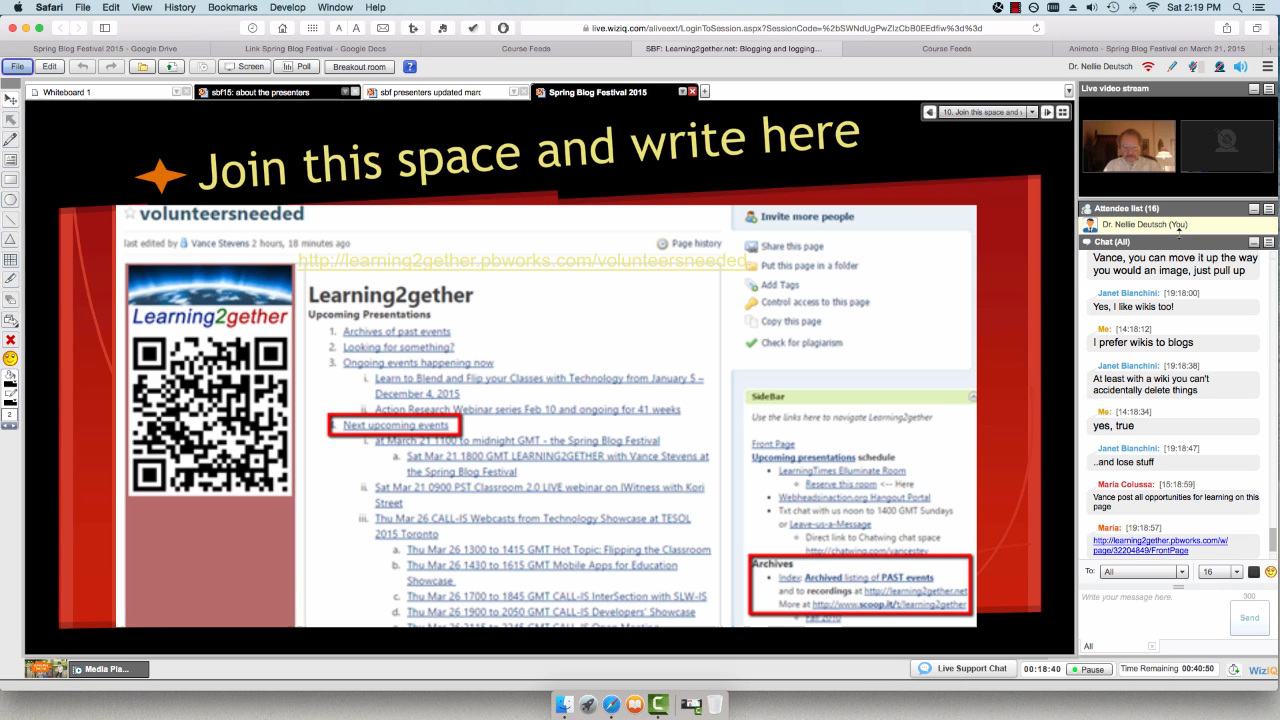 Safari File Edit View History Bookmarks Develop Window Help Sat 2:19 PM
live.wiziq.com/aliveext/LoginToSession.aspx?SessionCode=%2bSWNdUgPwZIzCbB0EEdfiw%3d%3d
Spring Blog Festival 2015 - Google Drive Link Spring Blog Festival - Google Docs Course Feeds SBF: Learning2gether.net: Blogging and logging... Course Feeds Animoto - Spring Blog Festival on March 21, 2015
File Edit Screen Poll Breakout room ? Dr. Nellie Deutsch
Whiteboard 1 sbf15: about the presenters sbf presenters updated marc Spring Blog Festival 2015
10. Join this space and
Join this space and write here
volunteersneeded
last edited by Vance Stevens 2 hours, 18 minutes ago Page history
http://learning2gether.pbworks.com/volunteersneeded
Learning2gether
Learning2gether
Upcoming Presentations
1. Archives of past events
2. Looking for something?
3. Ongoing events happening now
i. Learn to Blend and Flip your Classes with Technology from January 5 –
December 4, 2015
ii. Action Research Webinar series Feb 10 and ongoing for 41 weeks
Next upcoming events
i. at March 21 1100 to midnight GMT - the Spring Blog Festival
a. Sat Mar 21 1800 GMT LEARNING2GETHER with Vance Stevens at
the Spring Blog Festival
ii. Sat Mar 21 0900 PST Classroom 2.0 LIVE webinar on IWitness with Kori
Street
iii. Thu Mar 26 CALL-IS Webcasts from Technology Showcase at TESOL
2015 Toronto
a. Thu Mar 26 1300 to 1415 GMT Hot Topic: Flipping the Classroom
b. Thu Mar 26 1430 to 1615 GMT Mobile Apps for Education
Showcase
c. Thu Mar 26 1700 to 1845 GMT CALL-IS InterSection with SLW-IS
d. Thu Mar 26 1900 to 2050 GMT CALL-IS Developers' Showcase
Invite more people
Share this page
Put this page in a folder
Add Tags
Control access to this page
Copy this page
Check for plagiarism
SideBar
Use the links here to navigate Learning2gether
Front Page
Upcoming presentations schedule
LearningTimes Elluminate Room
Reserve this room <-- Here
Webheadsinaction.org Hangout Portal
Txt chat with us noon to 1400 GMT Sundays
or Leave-us-a-Message
Direct link to Chatwing chat space
http://chatwing.com/vancestev
Archives
Index: Archived listing of PAST events
and to recordings at http://learning2gether.net
More at http://www.scoop.it/t/learning2gether
Fall 2010
Live video stream
Attendee list (16)
Dr. Nellie Deutsch (You)
Chat (All)
Vance, you can move it up the way
you would an image, just pull up
Janet Bianchini: [19:18:00]
Yes, I like wikis too!
Me: [14:18:12]
I prefer wikis to blogs
Janet Bianchini: [19:18:38]
At least with a wiki you can't
accidentally delete things
Me: [14:18:34]
yes, true
Janet Bianchini: [19:18:47]
..and lose stuff
Maria Colussa: [15:18:59]
Vance post all opportunities for learning on this
page
Maria: [19:18:57]
http://learning2gether.pbworks.com/w/
page/32204849/FrontPage
To: All 16
Write your message here. 300
Send
All
Media Pla...
Live Support Chat 00:18:40 Pause Time Remaining 00:40:50 WizIQ
2